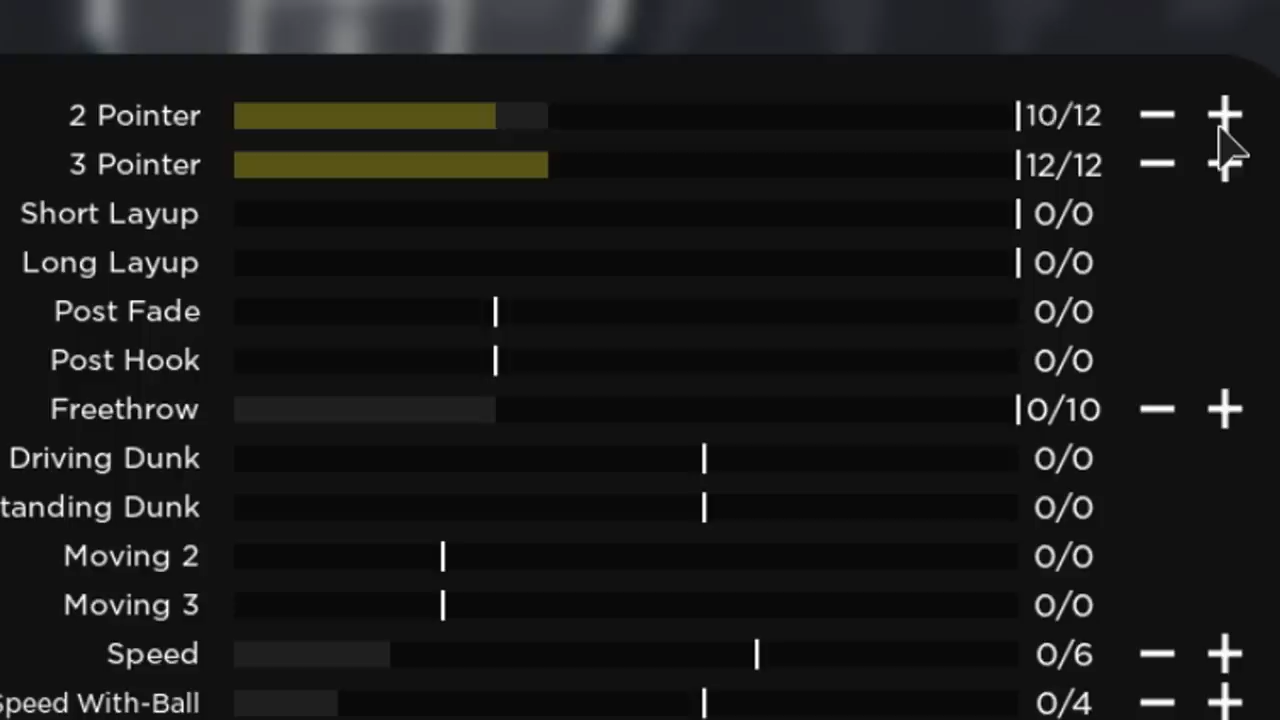 2 Pointer 10/12 − +
3 Pointer 12/12 − +
Short Layup 0/0
Long Layup 0/0
Post Fade 0/0
Post Hook 0/0
Freethrow 0/10 − +
Driving Dunk 0/0
tanding Dunk 0/0
Moving 2 0/0
Moving 3 0/0
Speed 0/6 − +
Speed With-Ball 0/4 − +